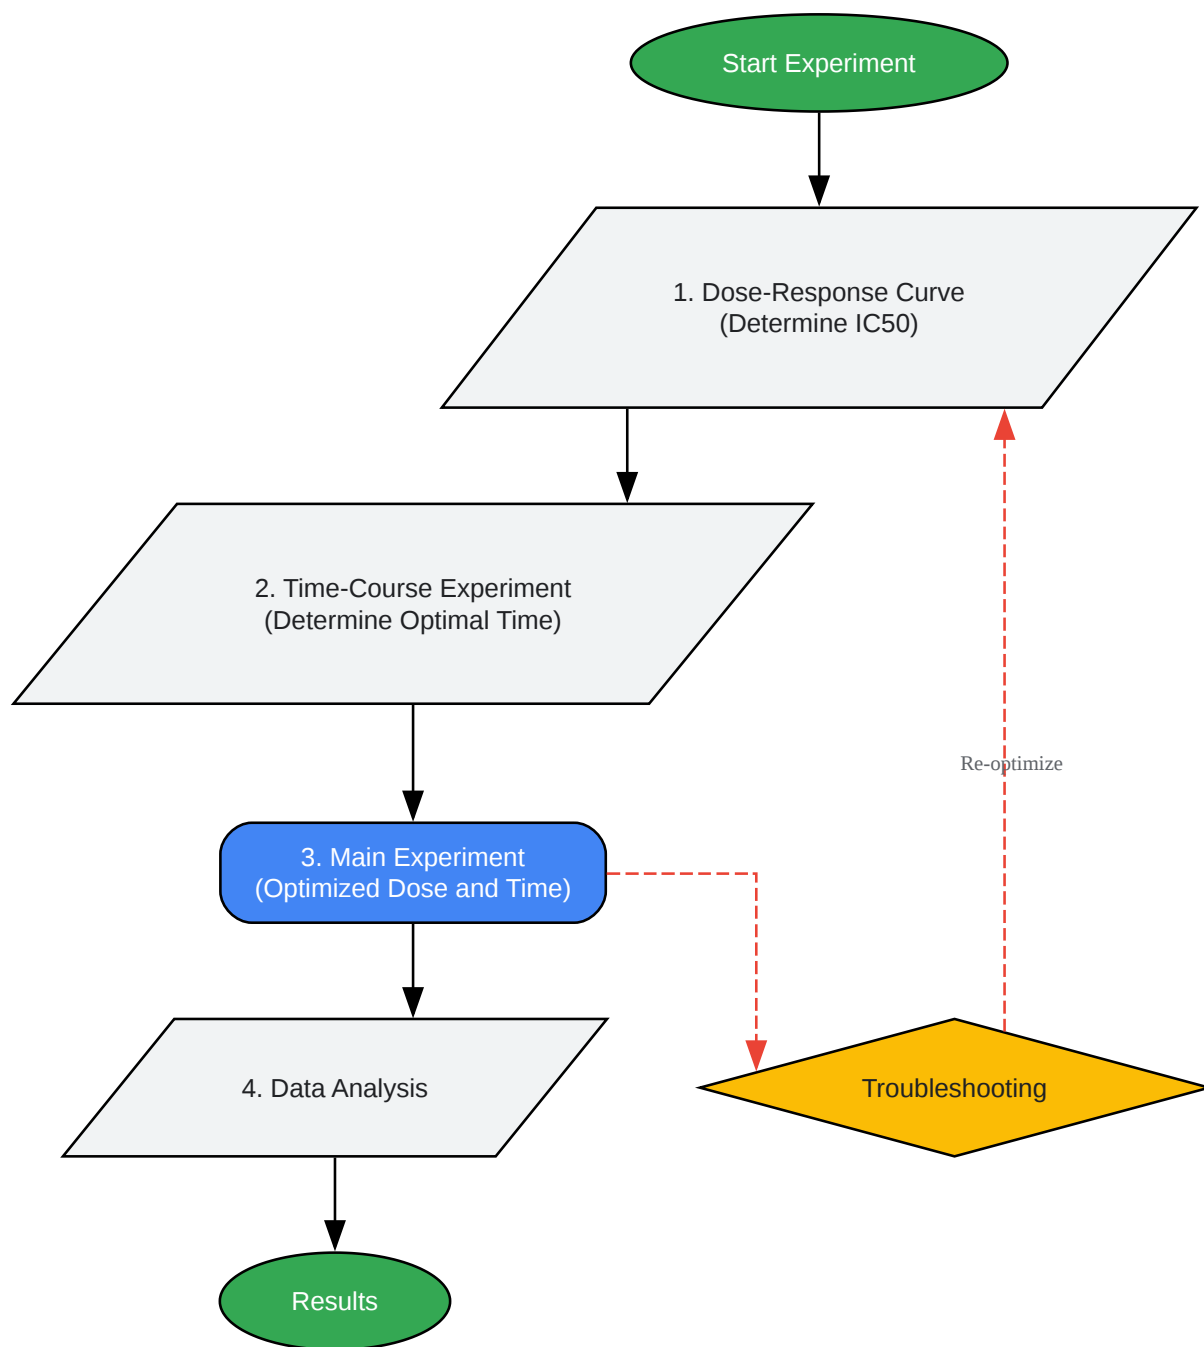 Start Experiment
1. Dose-Response Curve
(Determine IC50)
2. Time-Course Experiment
(Determine Optimal Time)
Re-optimize
3. Main Experiment
(Optimized Dose and Time)
4. Data Analysis
Troubleshooting
Results